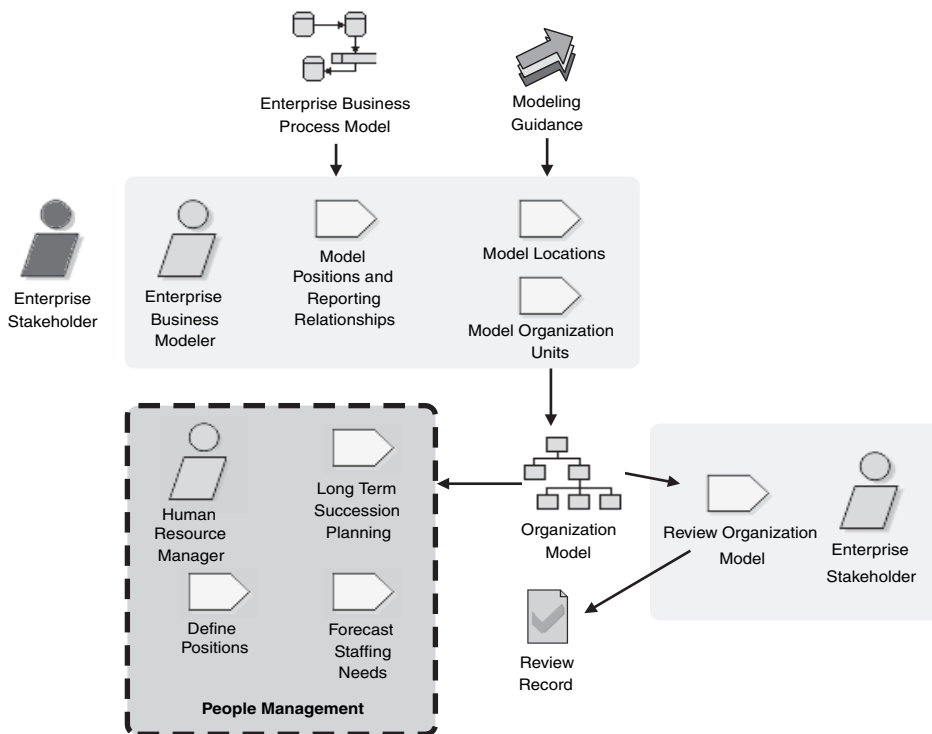 Enterprise Business
Process Model
Modeling
Guidance
Enterprise
Stakeholder
Enterprise
Business
Modeler
Model
Positions and
Reporting
Relationships
Model Locations
Model Organization
Units
Human
Resource
Manager
Long Term
Succession
Planning
Define
Positions
Forecast
Staffing
Needs
People Management
Organization
Model
Review Organization
Model
Enterprise
Stakeholder
Review
Record